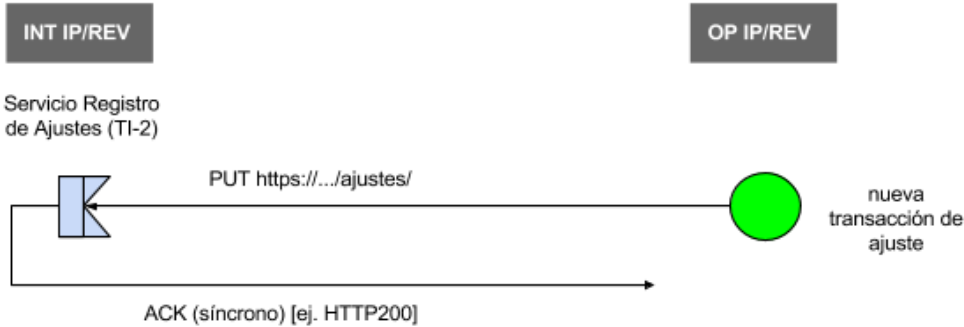 INT IP/REV
OP IP/REV
Servicio Registro
de Ajustes (TI-2)
PUT https://.../ajustes/
nueva
transacción de
ajuste
ACK (síncrono) [ej. HTTP200]